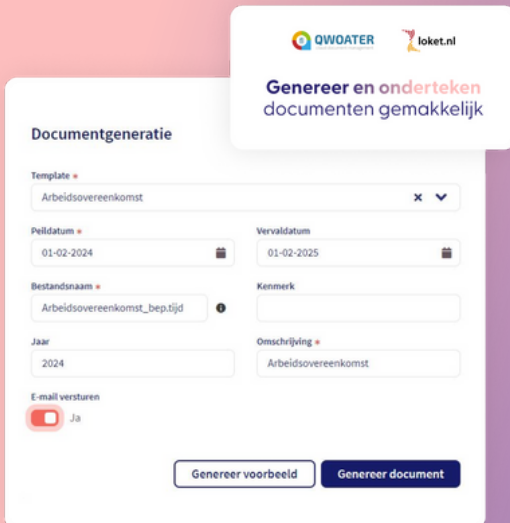 QWOATER
loket.nl
Genereer en onderteken
documenten gemakkelijk
Documentgeneratie
Template *
Arbeidsovereenkomst
Peildatum *
Vervaldatum
01-02-2024
01-02-2025
Bestandsnaam *
Kenmerk
Arbeidsovereenkomst_bep.tijd
Jaar
Omschrijving *
2024
Arbeidsovereenkomst
E-mail versturen
Ja
Genereer voorbeeld
Genereer document